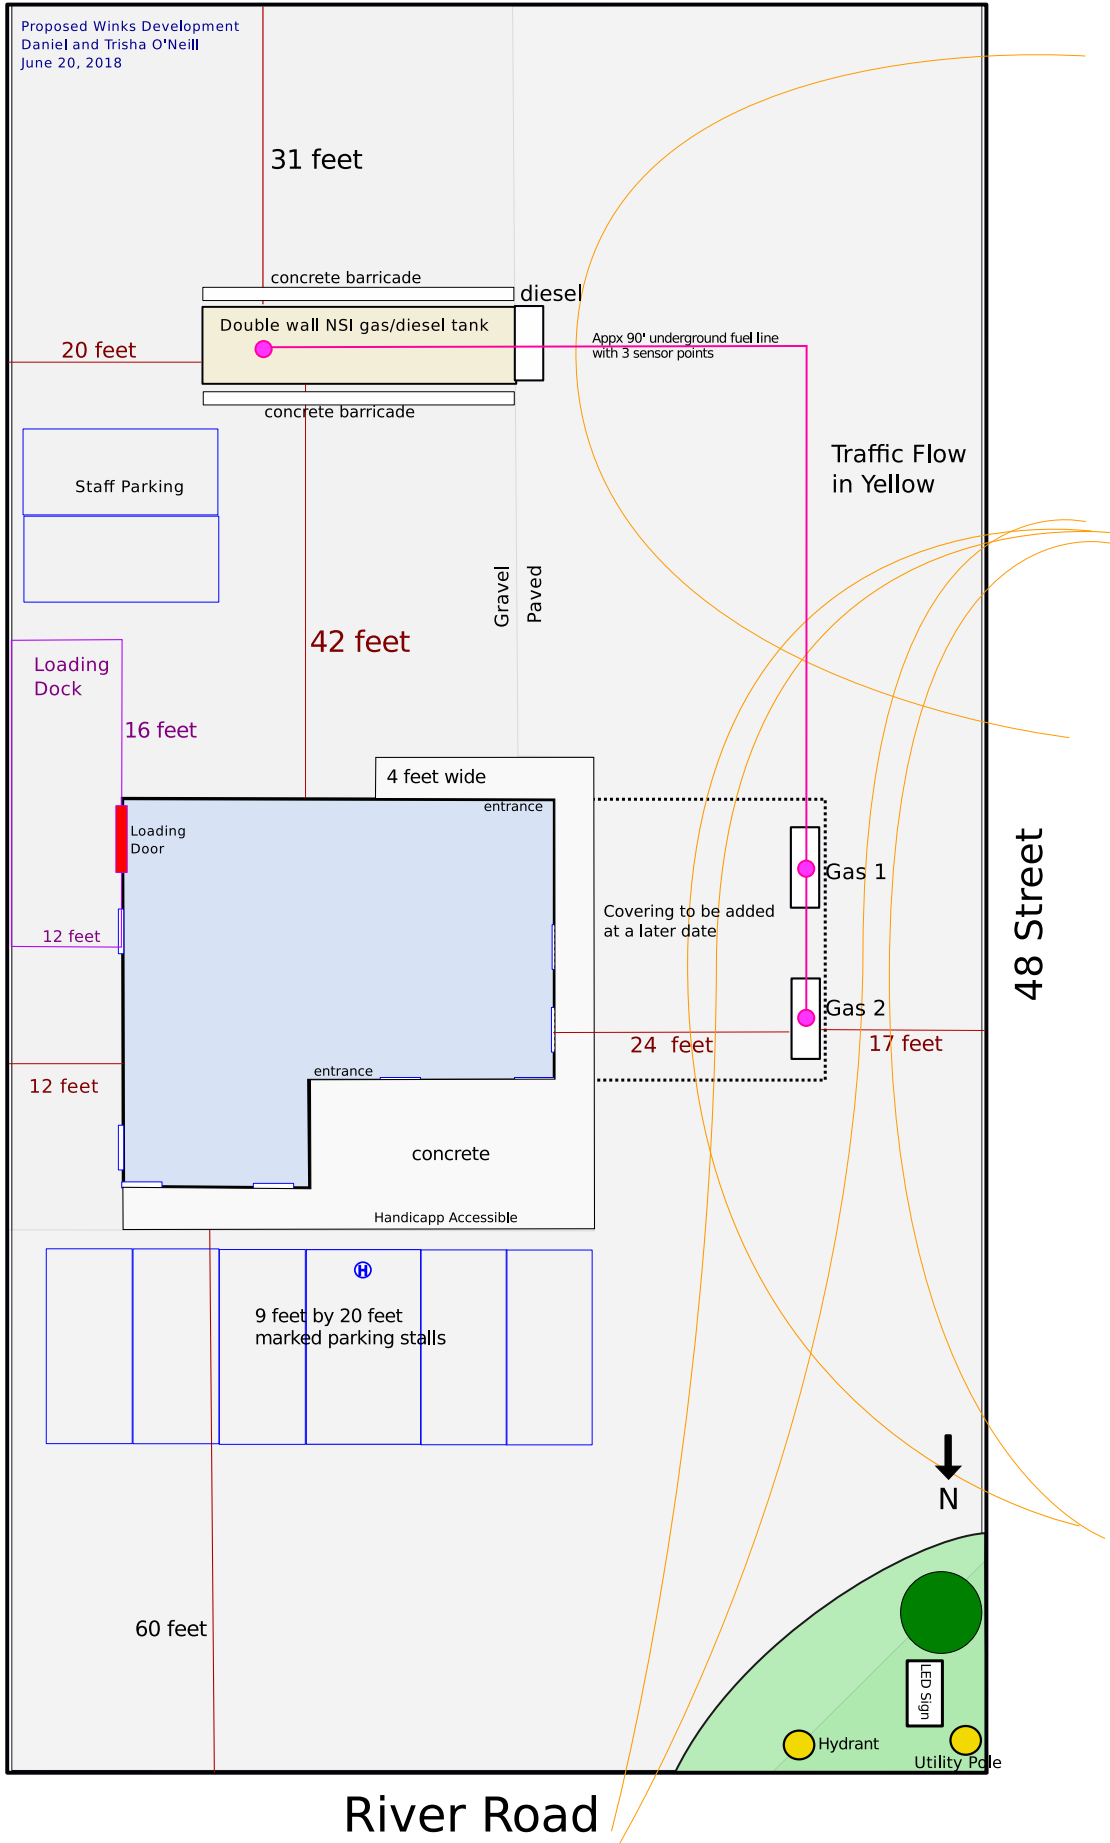 Proposed Winks Development
Daniel and Trisha O'Neill
June 20, 2018
31 feet
concrete barricade
diesel
Double wall NSI gas/diesel tank
Appx 90' underground fuel line
with 3 sensor points
20 feet
concrete barricade
Traffic Flow
in Yellow
Staff Parking
Gravel
Paved
42 feet
Loading
Dock
16 feet
4 feet wide
entrance
Loading
Door
Gas 1
48 Street
Covering to be added
at a later date
12 feet
Gas 2
24 feet
17 feet
12 feet
entrance
concrete
Handicapp Accessible
H
9 feet by 20 feet
marked parking stalls
N
60 feet
LED Sign
Hydrant
Utility Pole
River Road